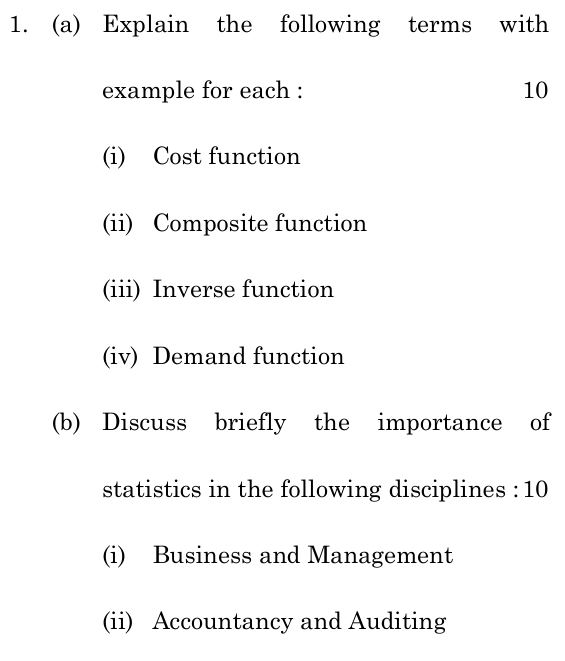 1. (a) Explain the following terms with
example for each : 10
(i) Cost function
(ii) Composite function
(iii) Inverse function
(iv) Demand function
(b) Discuss briefly the importance of
statistics in the following disciplines : 10
(i) Business and Management
(ii) Accountancy and Auditing